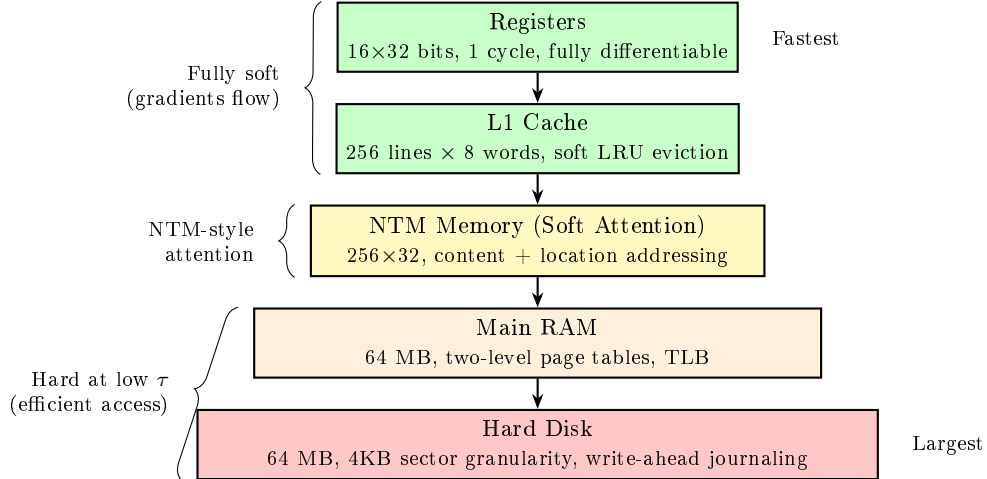 Registers
16×32 bits, 1 cycle, fully differentiable
Fastest
Fully soft
(gradients flow)
L1 Cache
256 lines × 8 words, soft LRU eviction
NTM-style
attention
NTM Memory (Soft Attention)
256×32, content + location addressing
Main RAM
64 MB, two-level page tables, TLB
Hard at low τ
(efficient access)
Hard Disk
64 MB, 4KB sector granularity, write-ahead journaling
Largest